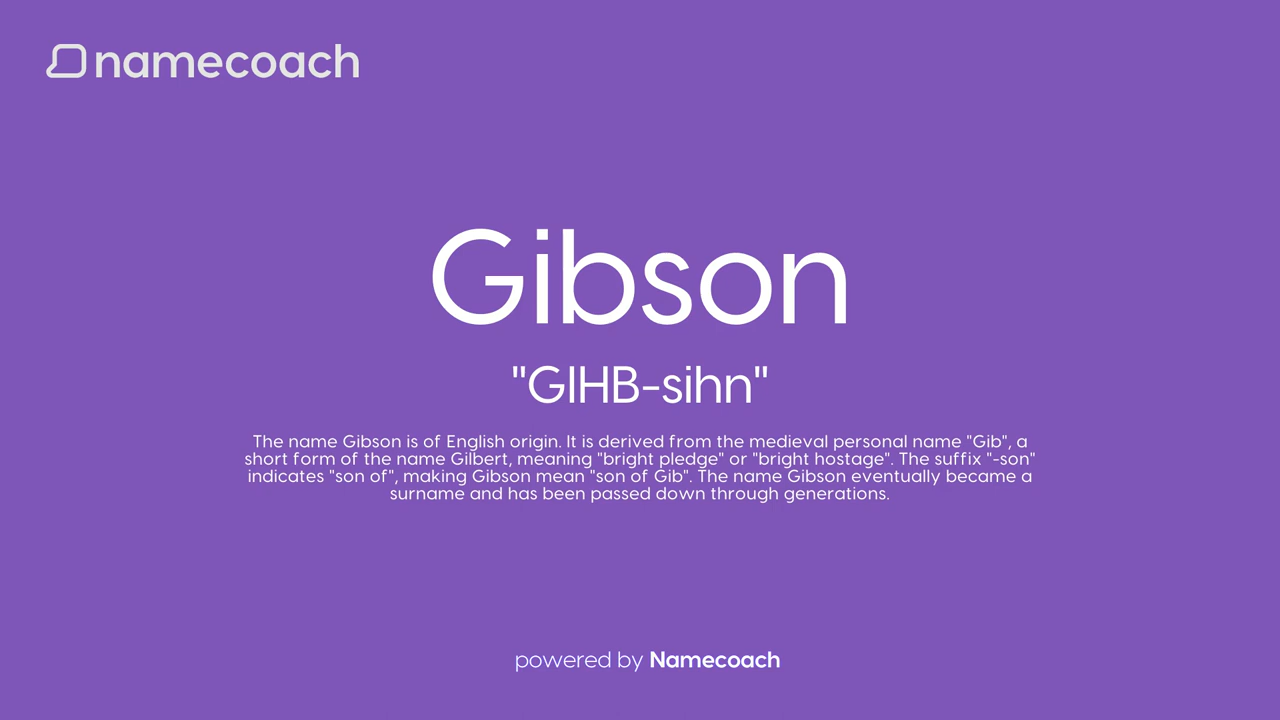 namecoach
Gibson
"GIHB-sihn"
The name Gibson is of English origin. It is derived from the medieval personal name "Gib", a
short form of the name Gilbert, meaning "bright pledge" or "bright hostage". The suffix "-son"
indicates "son of", making Gibson mean "son of Gib". The name Gibson eventually became a
surname and has been passed down through generations.
powered by Namecoach